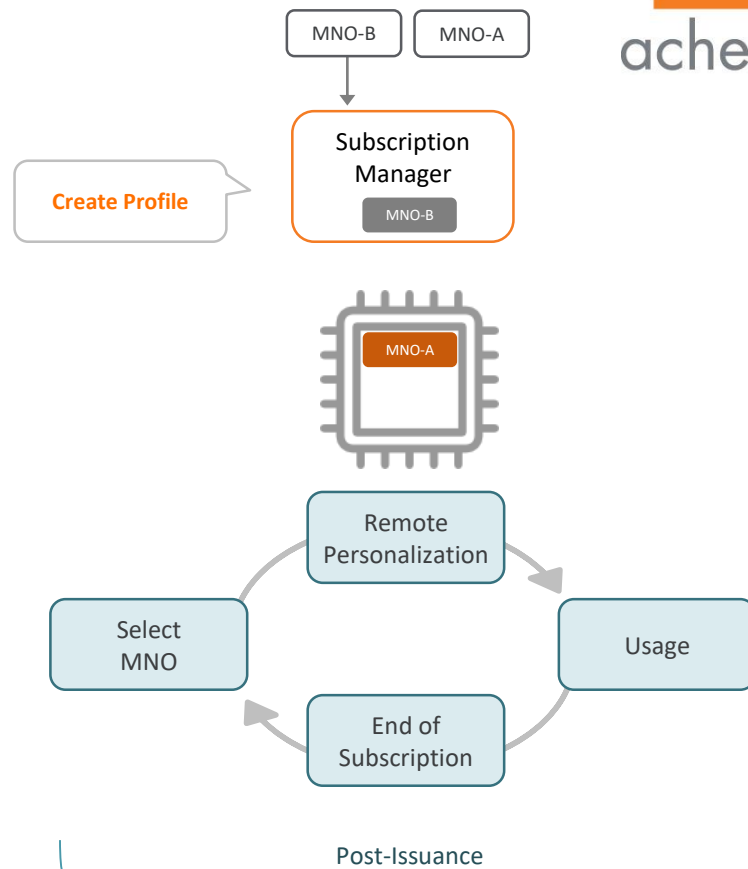 MNO-B
MNO-A
ache
Subscription
Manager
Create Profile
MNO-B
MNO-A
Remote
Personalization
Select
MNO
Usage
End of
Subscription
Post-Issuance